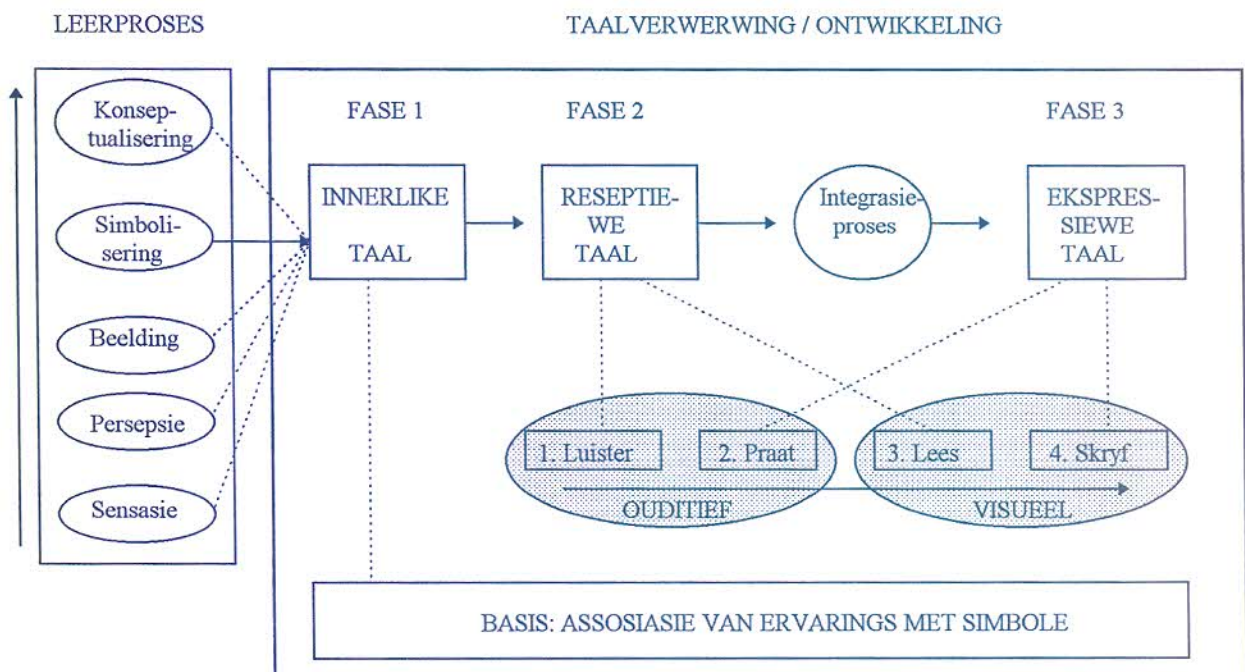 LEERPROSES
TAALVERWERWING / ONTWIKKELING
Konsep-
tualisering
Simboli-
sering
Beelding
Persepsie
Sensasie
FASE 1
FASE 2
FASE 3
INNERLIKE
TAAL
RESEPTIE-
WE
TAAL
Integrasie-
proses
EKSPRES-
SIEWE
TAAL
1. Luister
2. Praat
3. Lees
4. Skryf
OUDITIEF
VISUEEL
BASIS: ASSOSIASIE VAN ERVARINGS MET SIMBOLE